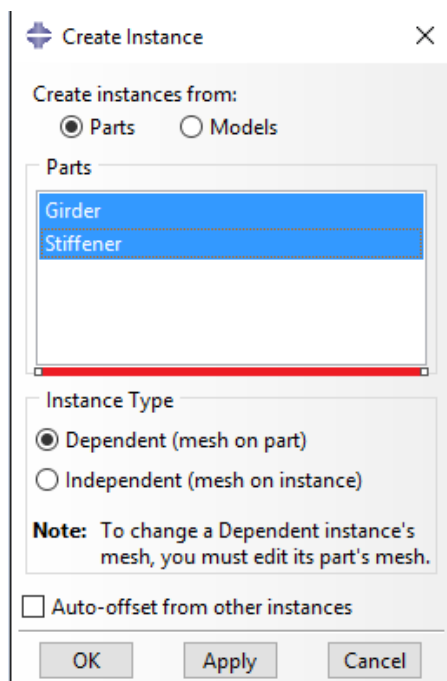 Create Instance
Create instances from:
Parts Models
Parts
Girder
Stiffener
Instance Type
Dependent (mesh on part)
Independent (mesh on instance)
Note: To change a Dependent instance's
mesh, you must edit its part's mesh.
Auto-offset from other instances
OK Apply Cancel